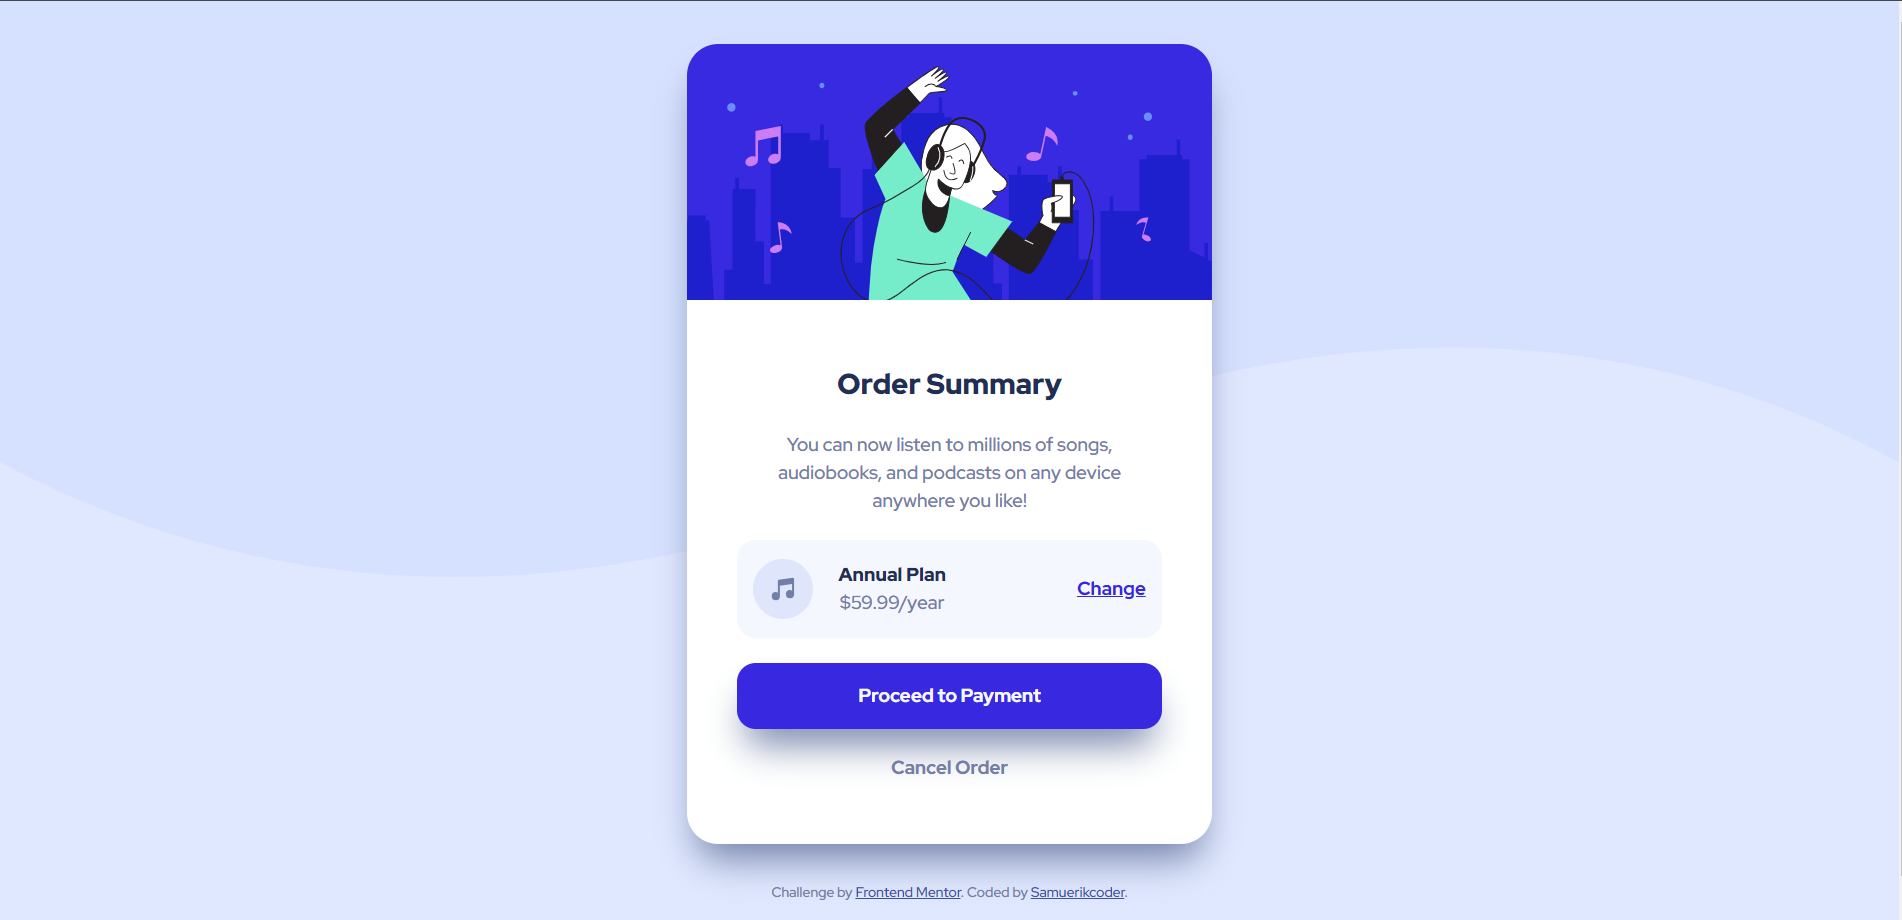 Order Summary
You can now listen to millions of songs,
audiobooks, and podcasts on any device
anywhere you like!
Annual Plan
$59.99/year
Change
Proceed to Payment
Cancel Order
Challenge by Frontend Mentor. Coded by Samuerikcoder.